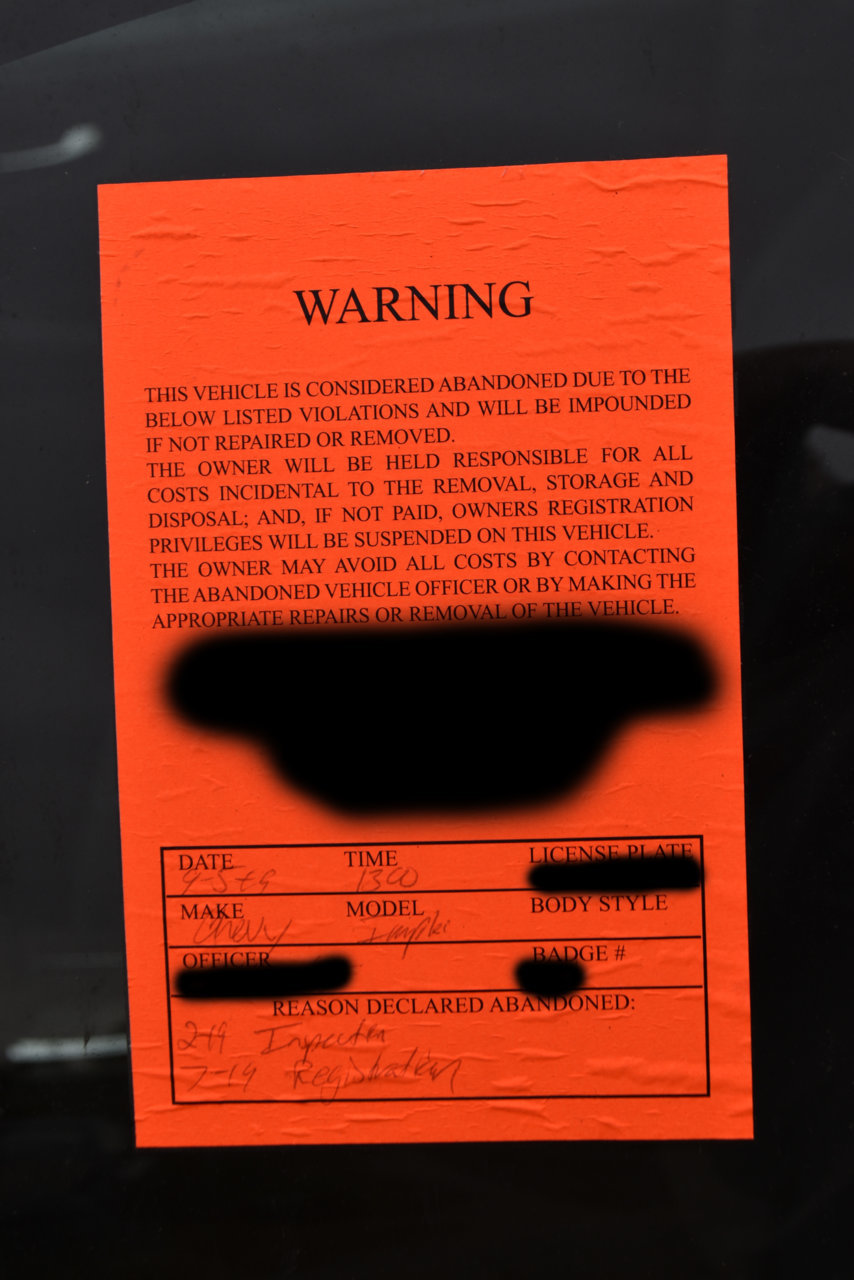 WARNING
THIS VEHICLE IS CONSIDERED ABANDONED DUE TO THE
BELOW LISTED VIOLATIONS AND WILL BE IMPOUNDED
IF NOT REPAIRED OR REMOVED.
THE OWNER WILL BE HELD RESPONSIBLE FOR ALL
COSTS INCIDENTAL TO THE REMOVAL, STORAGE AND
DISPOSAL; AND, IF NOT PAID, OWNERS REGISTRATION
PRIVILEGES WILL BE SUSPENDED ON THIS VEHICLE.
THE OWNER MAY AVOID ALL COSTS BY CONTACTING
THE ABANDONED VEHICLE OFFICER OR BY MAKING THE
APPROPRIATE REPAIRS OR REMOVAL OF THE VEHICLE.
DATE TIME LICENSE PLATE
1300
MAKE MODEL BODY STYLE
Chevy
OFFICER BADGE #
REASON DECLARED ABANDONED:
2-19 Inspection
7-19 Registration